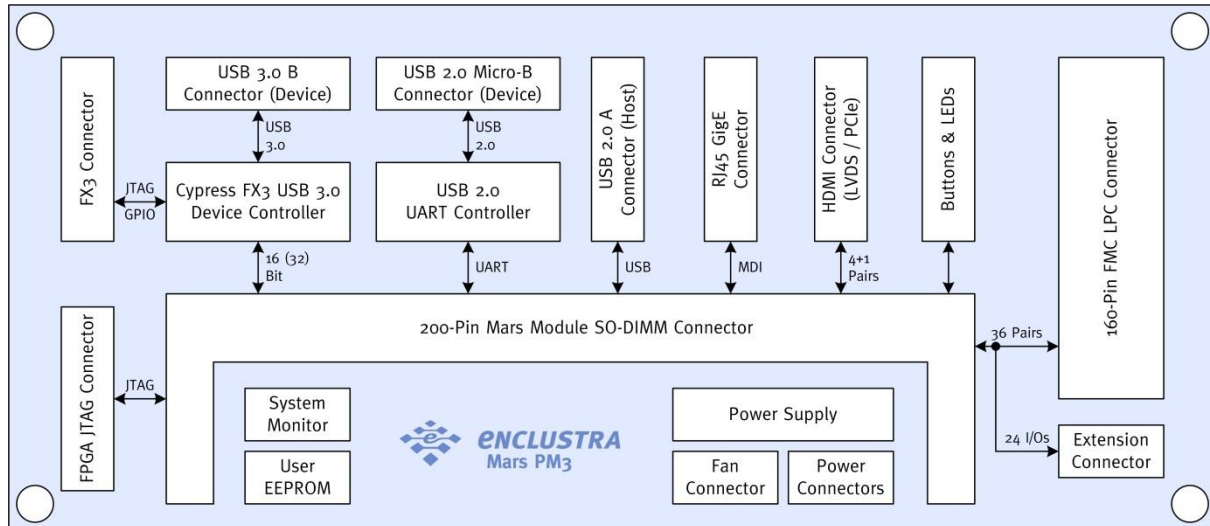 FX3 Connector
USB 3.0 B
Connector (Device)
USB
3.0
JTAG
GPIO
Cypress FX3 USB 3.0
Device Controller
16 (32)
Bit
USB 2.0 Micro-B
Connector (Device)
USB
2.0
USB 2.0
UART Controller
UART
USB 2.0 A
Connector (Host)
USB
RJ45 GigE
Connector
MDI
HDMI Connector
(LVDS / PCIe)
4+1
Pairs
Buttons & LEDs
160-Pin FMC LPC Connector
200-Pin Mars Module SO-DIMM Connector
36 Pairs
FPGA JTAG Connector
JTAG
System
Monitor
User
EEPROM
e
enclustra
Mars PM3
Power Supply
Fan
Connector
Power
Connectors
24 I/Os
Extension
Connector